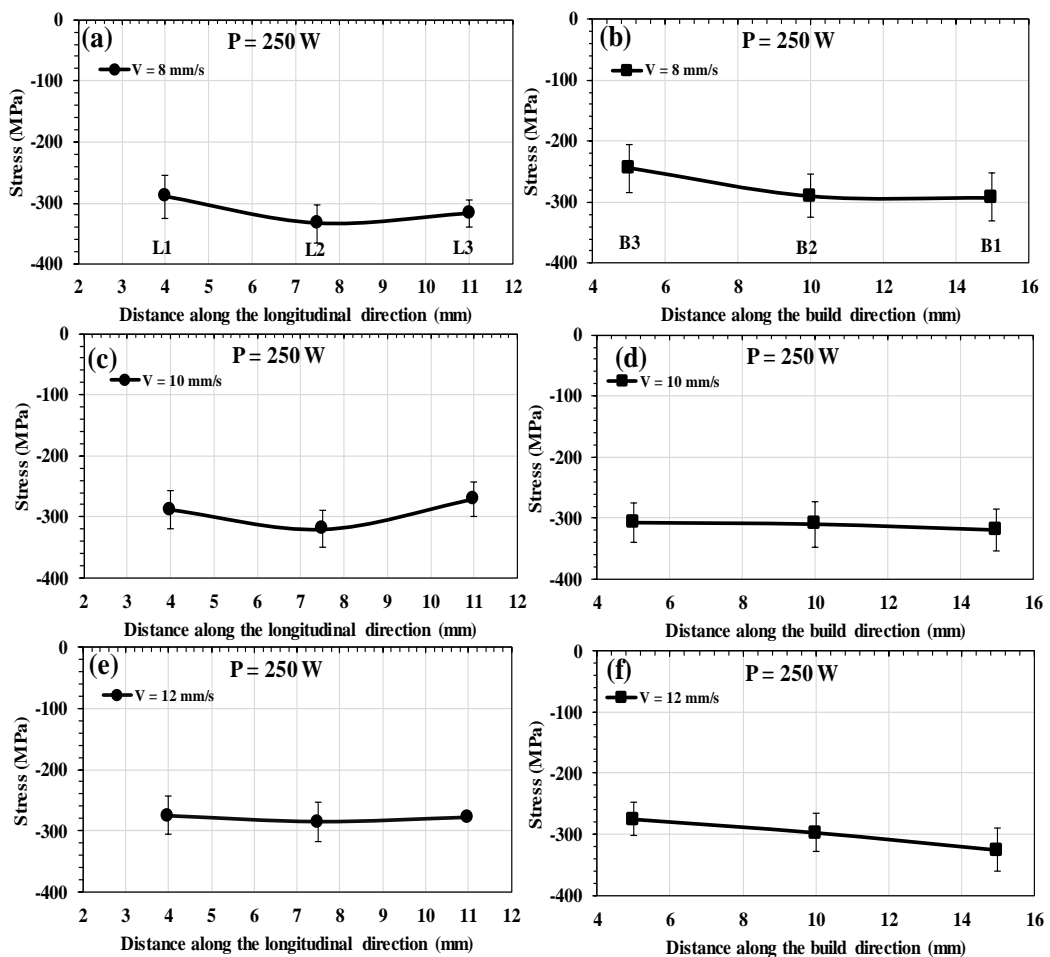 (a)
P = 250 W
V = 8 mm/s
Stress (MPa)
0
-100
-200
-300
-400
L1
L2
L3
2 3 4 5 6 7 8 9 10 11 12
Distance along the longitudinal direction (mm)
(b)
P = 250 W
V = 8 mm/s
Stress (MPa)
0
-100
-200
-300
-400
B3
B2
B1
4 6 8 10 12 14 16
Distance along the build direction (mm)
(c)
P = 250 W
V = 10 mm/s
Stress (MPa)
0
-100
-200
-300
-400
2 3 4 5 6 7 8 9 10 11 12
Distance along the longitudinal direction (mm)
(d)
P = 250 W
V = 10 mm/s
Stress (MPa)
0
-100
-200
-300
-400
4 6 8 10 12 14 16
Distance along the build direction (mm)
(e)
P = 250 W
V = 12 mm/s
Stress (MPa)
0
-100
-200
-300
-400
2 3 4 5 6 7 8 9 10 11 12
Distance along the longitudinal direction (mm)
(f)
P = 250 W
V = 12 mm/s
Stress (MPa)
0
-100
-200
-300
-400
4 6 8 10 12 14 16
Distance along the build direction (mm)